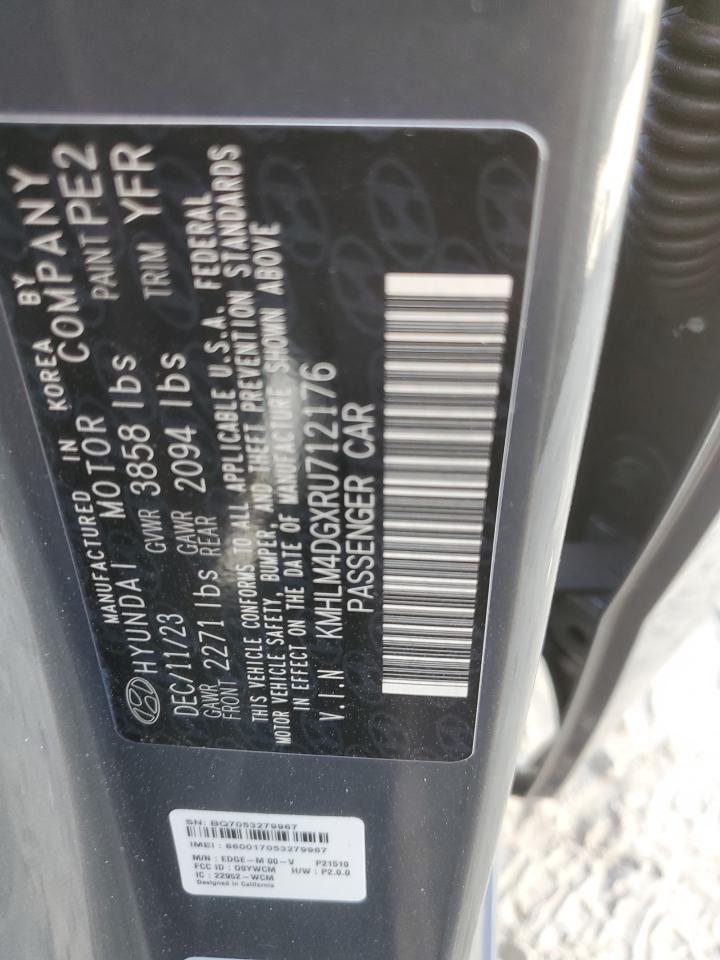 MANUFACTURED IN KOREA BY
HYUNDAI MOTOR COMPANY
DEC/11/23 GVWR 3858 lbs PAINT PE2
GAWR FRONT 2271 lbs GAWR REAR 2094 lbs TRIM YFR
THIS VEHICLE CONFORMS TO ALL APPLICABLE U.S.A. FEDERAL
MOTOR VEHICLE SAFETY, BUMPER, AND THEFT PREVENTION STANDARDS
IN EFFECT ON THE DATE OF MANUFACTURE SHOWN ABOVE
V.I.N KMHLM4DGXRU712176
PASSENGER CAR
SN: BQ7053279967
IMEI : 660017053279967
M/N : EDGE-M 00-V P21510
FCC ID : O9YWCM H/W : P2.0.0
IC : 22952-WCM
Designed in California